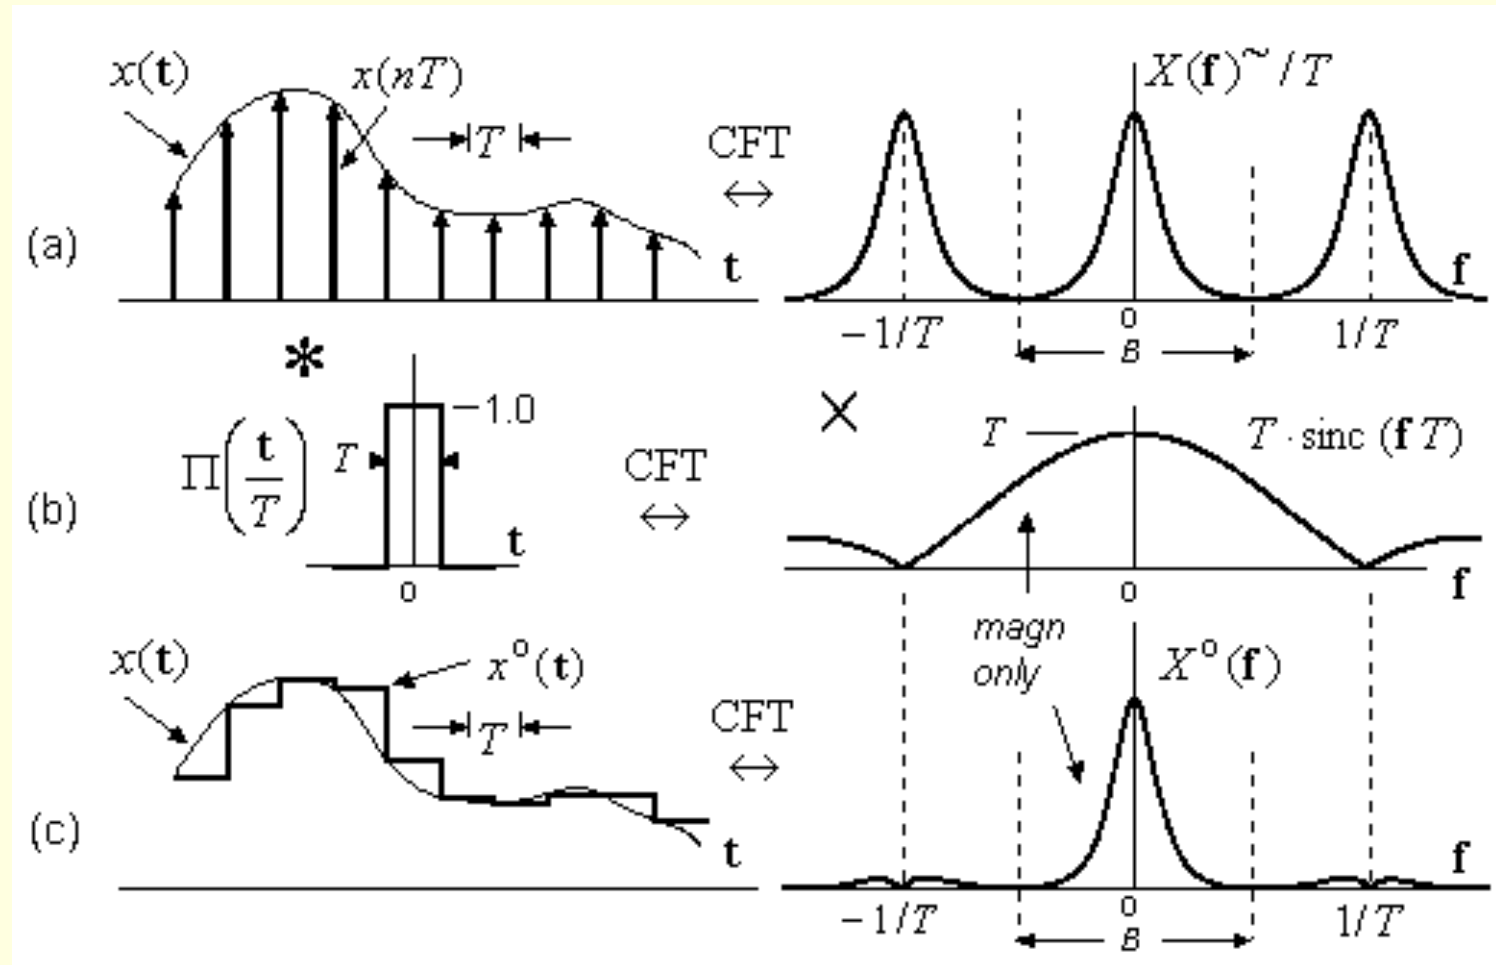 x(t)
x(nT)
T
CFT
↔
X(f)~/T
(a)
t
f
−1/T
0
1/T
B
*
×
Π(t/T)
T
1.0
CFT
↔
T
T · sinc (f T)
(b)
t
0
f
0
magn
only
x(t)
x°(t)
T
CFT
↔
X°(f)
(c)
t
f
−1/T
0
1/T
B